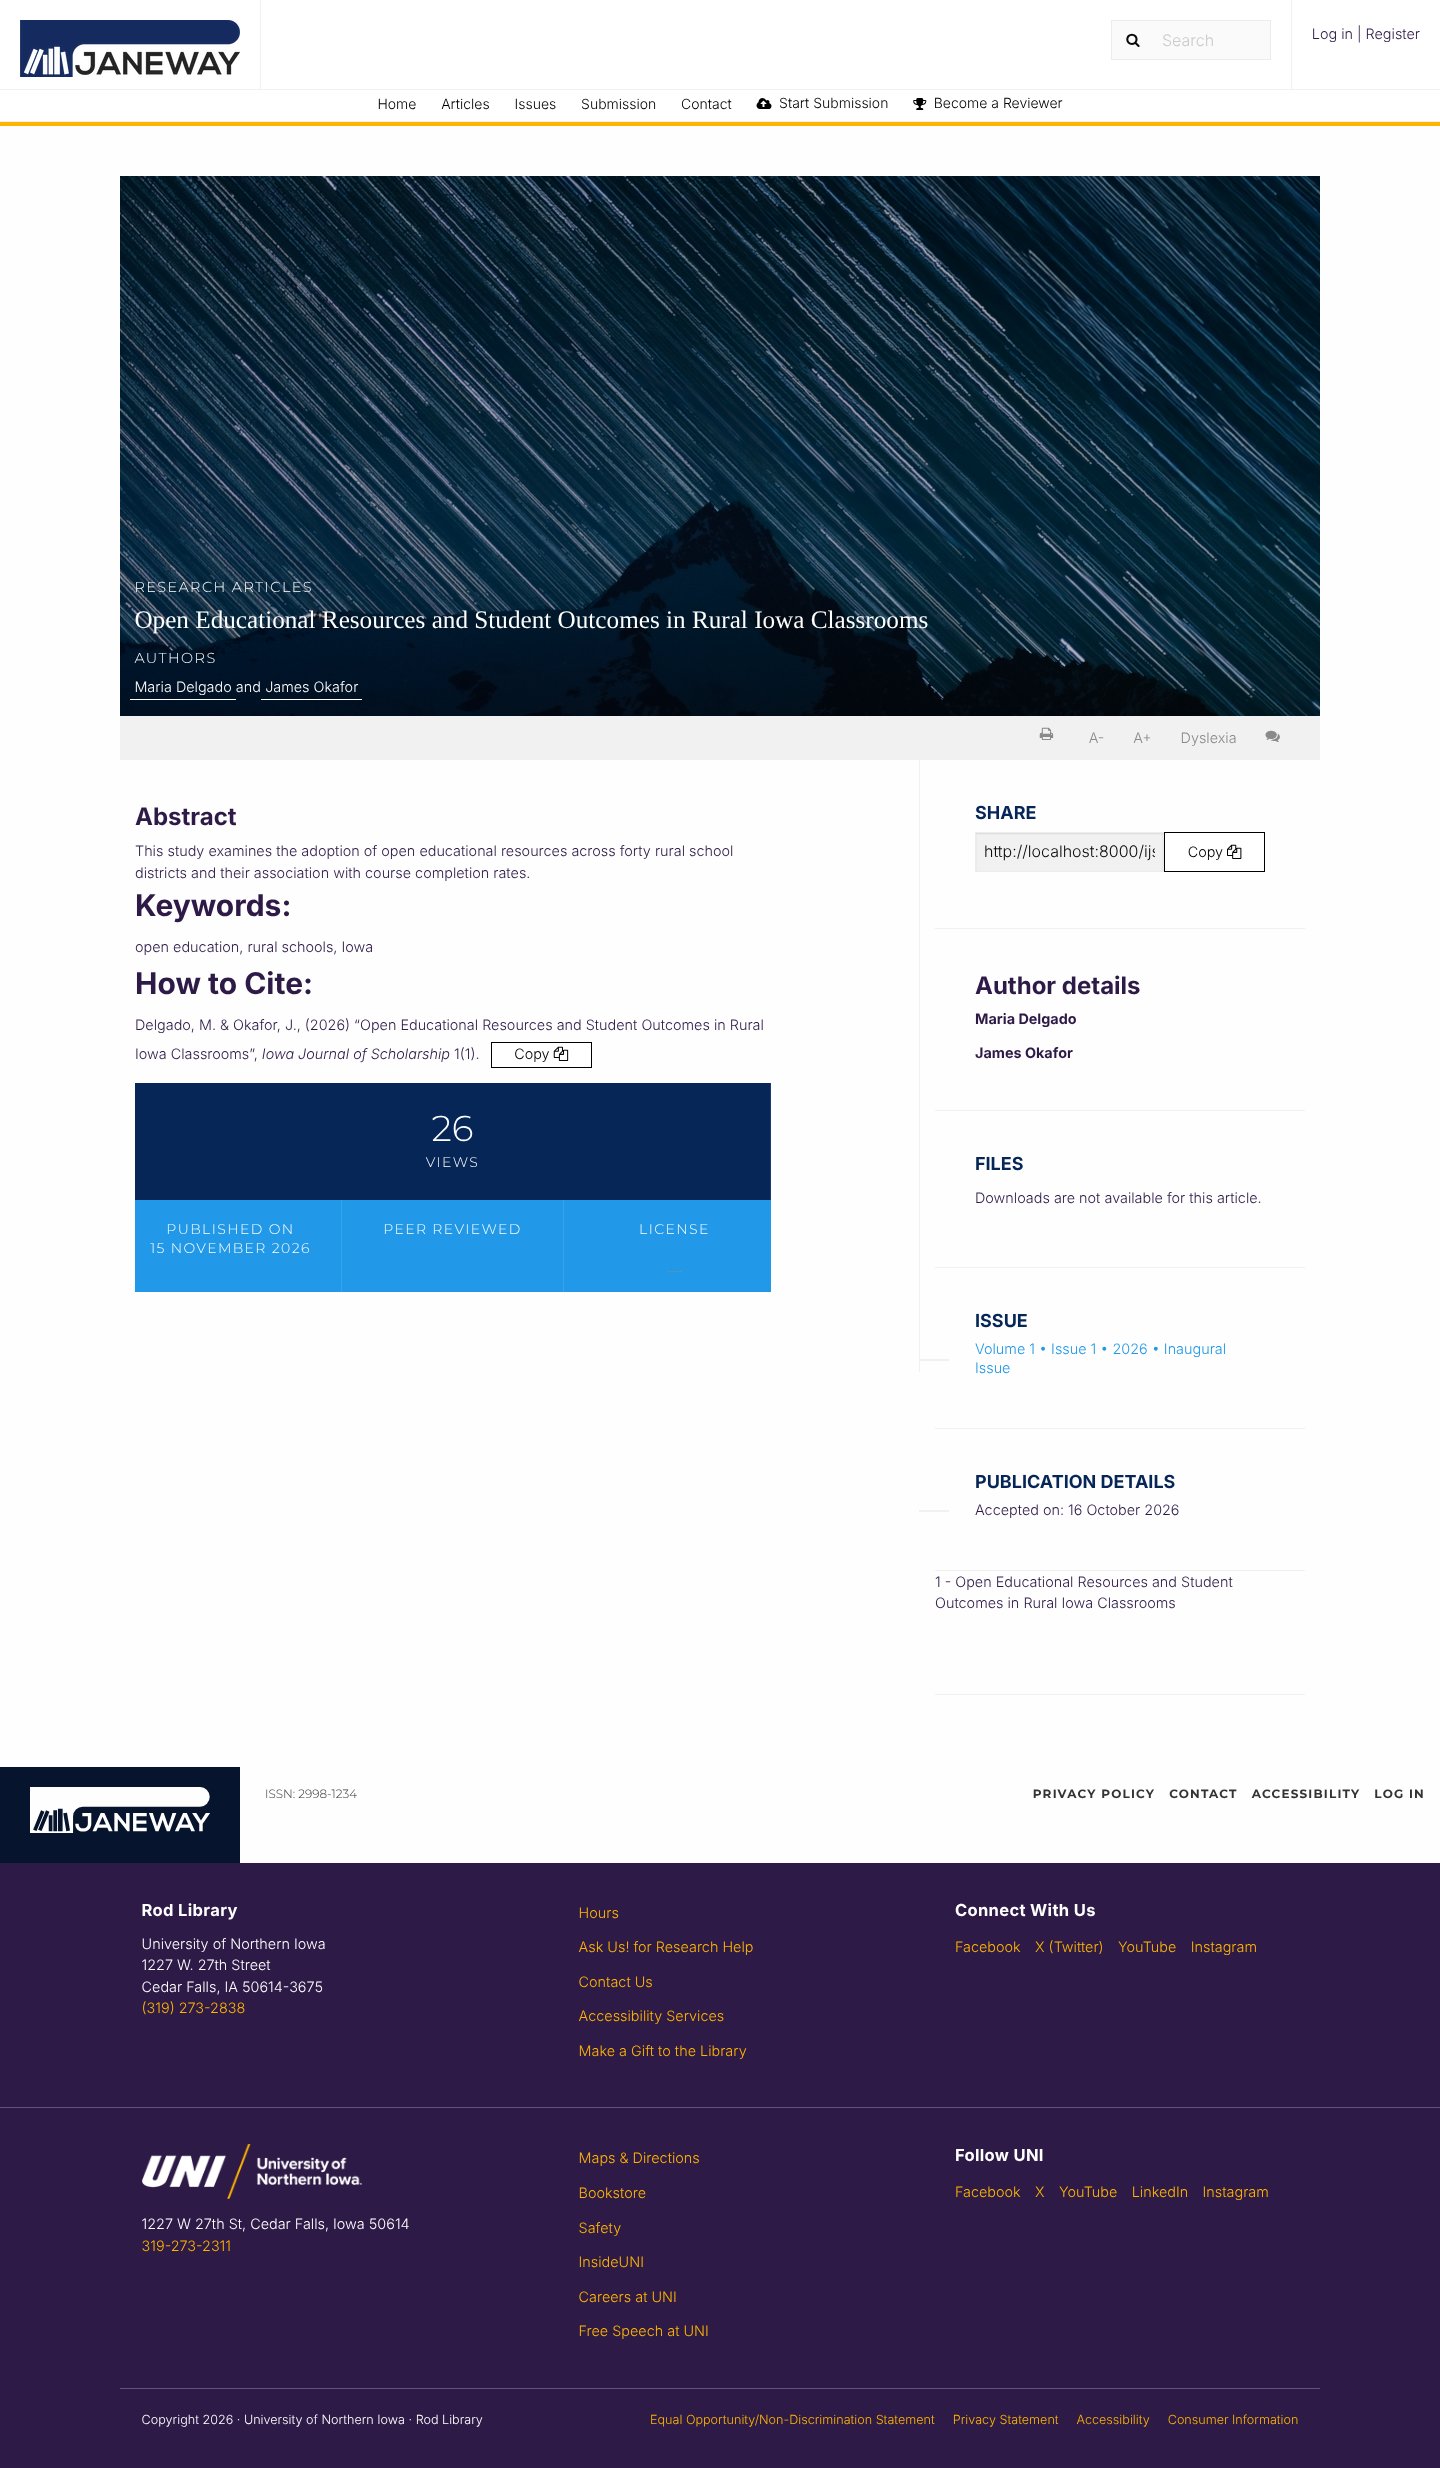 JANEWAY
Search
Log in | Register
Home Articles Issues Submission Contact Start Submission Become a Reviewer
RESEARCH ARTICLES
Open Educational Resources and Student Outcomes in Rural Iowa Classrooms
AUTHORS
Maria Delgado and James Okafor
A- A+ Dyslexia
Abstract
This study examines the adoption of open educational resources across forty rural school
districts and their association with course completion rates.
Keywords:
open education, rural schools, Iowa
How to Cite:
Delgado, M. & Okafor, J., (2026) “Open Educational Resources and Student Outcomes in Rural
Iowa Classrooms”, Iowa Journal of Scholarship 1(1). Copy
26
VIEWS
PUBLISHED ON
15 NOVEMBER 2026
PEER REVIEWED
LICENSE
SHARE
http://localhost:8000/ijs Copy
Author details
Maria Delgado
James Okafor
FILES
Downloads are not available for this article.
ISSUE
Volume 1 • Issue 1 • 2026 • Inaugural
Issue
PUBLICATION DETAILS
Accepted on: 16 October 2026
1 - Open Educational Resources and Student
Outcomes in Rural Iowa Classrooms
JANEWAY
ISSN: 2998-1234
PRIVACY POLICY CONTACT ACCESSIBILITY LOG IN
Rod Library
University of Northern Iowa
1227 W. 27th Street
Cedar Falls, IA 50614-3675
(319) 273-2838
Hours
Ask Us! for Research Help
Contact Us
Accessibility Services
Make a Gift to the Library
Connect With Us
Facebook X (Twitter) YouTube Instagram
UNI University of
Northern Iowa.
1227 W 27th St, Cedar Falls, Iowa 50614
319-273-2311
Maps & Directions
Bookstore
Safety
InsideUNI
Careers at UNI
Free Speech at UNI
Follow UNI
Facebook X YouTube LinkedIn Instagram
Copyright 2026 · University of Northern Iowa · Rod Library
Equal Opportunity/Non-Discrimination Statement Privacy Statement Accessibility Consumer Information